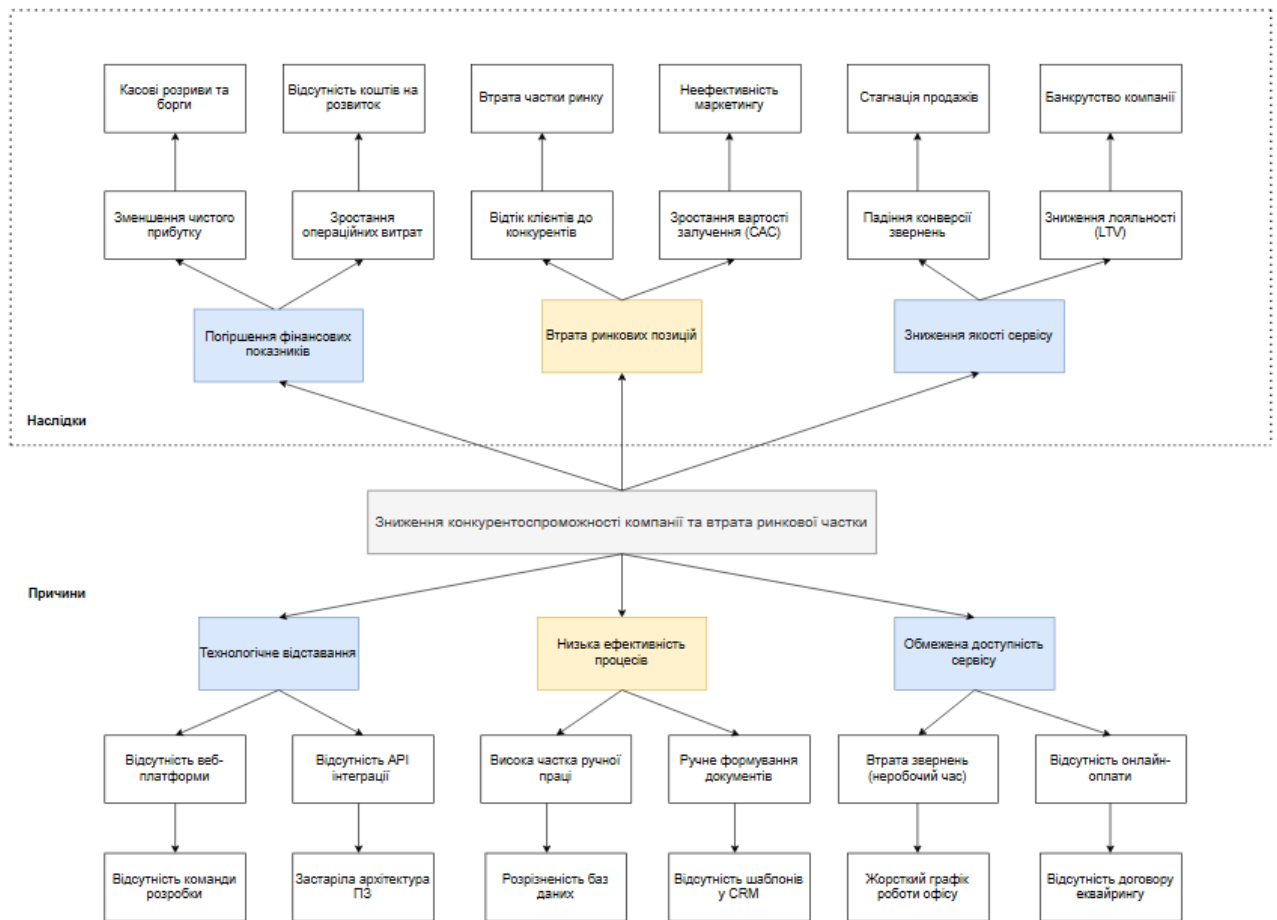 Касові розриви та
борги
Відсутність коштів на
розвиток
Втрата частки ринку
Неефективність
маркетингу
Стагнація продажів
Банкрутство компанії
Зменшення чистого
прибутку
Зростання
операційних витрат
Відтік клієнтів до
конкурентів
Зростання вартості
залучення (CAC)
Падіння конверсії
звернень
Зниження лояльності
(LTV)
Погіршення фінансових
показників
Втрата ринкових позицій
Зниження якості сервісу
Наслідки
Зниження конкурентоспроможності компанії та втрата ринкової частки
Причини
Технологічне відставання
Низька ефективність
процесів
Обмежена доступність
сервісу
Відсутність веб-
платформи
Відсутність API
інтеграції
Висока частка ручної
праці
Ручне формування
документів
Втрата звернень
(неробочий час)
Відсутність онлайн-
оплати
Відсутність команди
розробки
Застаріла архітектура
ПЗ
Розрізненість баз
даних
Відсутність шаблонів
у CRM
Жорсткий графік
роботи офісу
Відсутність договору
еквайрингу